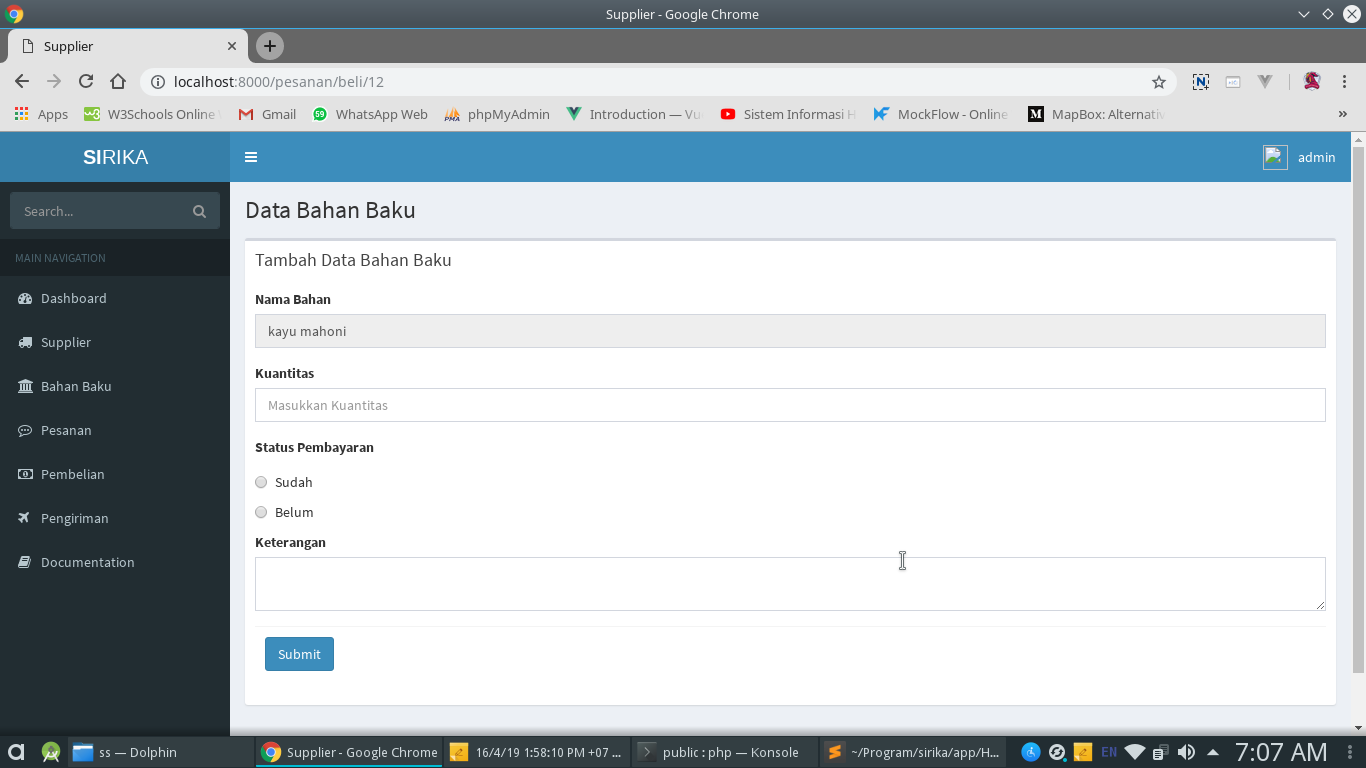 Supplier - Google Chrome
Supplier
localhost:8000/pesanan/beli/12
Apps W3Schools Online Gmail WhatsApp Web phpMyAdmin Introduction — Vu Sistem Informasi MockFlow - Online MapBox: Alternativ »
SIRIKA admin
Search...
MAIN NAVIGATION
Dashboard
Supplier
Bahan Baku
Pesanan
Pembelian
Pengiriman
Documentation
Data Bahan Baku
Tambah Data Bahan Baku
Nama Bahan
kayu mahoni
Kuantitas
Masukkan Kuantitas
Status Pembayaran
Sudah
Belum
Keterangan
Submit
ss — Dolphin Supplier - Google Chrome 16/4/19 1:58:10 PM +07 ... public : php — Konsole ~/Program/sirika/app/H... EN 7:07 AM